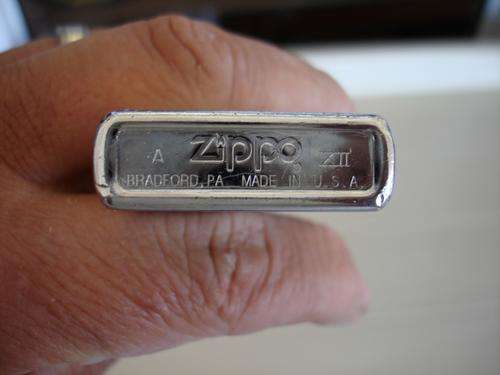 A Zippo XII
BRADFORD, PA MADE IN U.S.A.